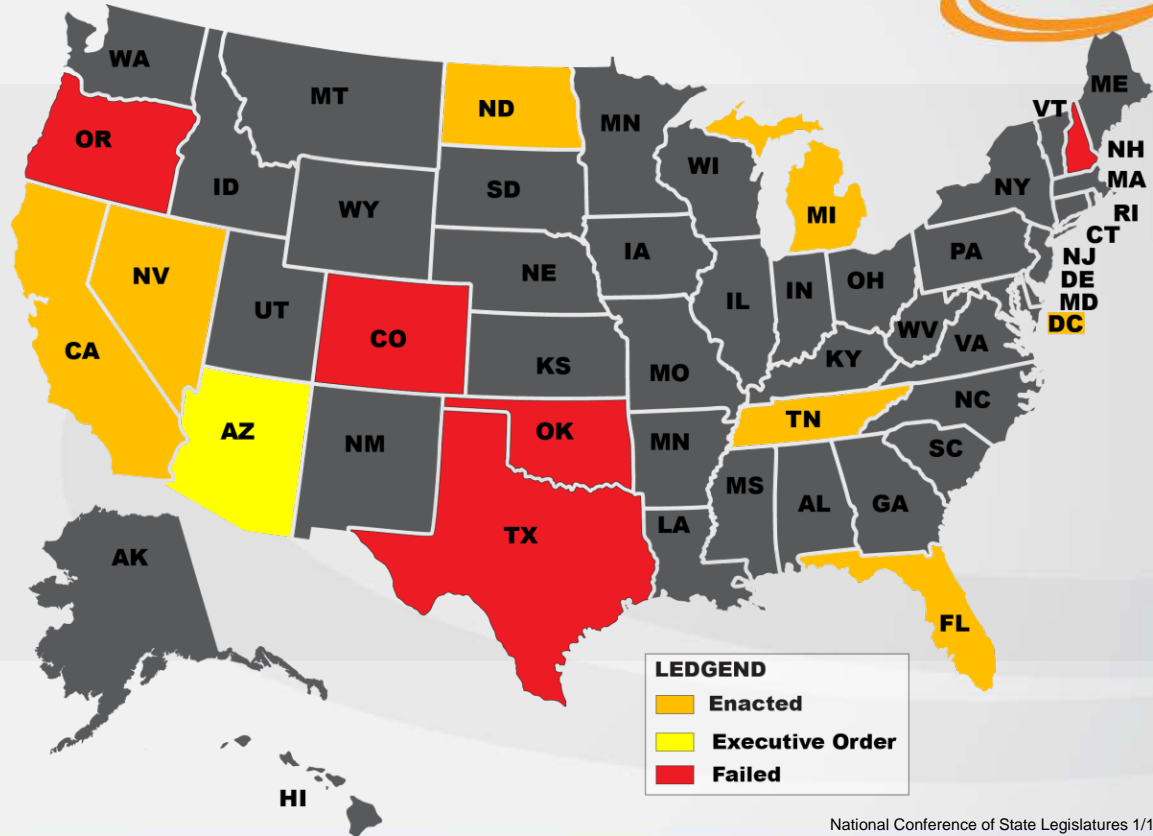 WA
MT
ND
MN
ME
VT
OR
ID
SD
WI
NH
MA
NY
WY
MI
RI
CT
IA
PA
NJ
NE
DE
NV
OH
IN
IL
MD
UT
DC
WV
CO
VA
CA
KY
KS
MO
NC
TN
AZ
OK
NM
MN
SC
MS
AL
GA
LA
TX
AK
FL
HI
LEDGEND
Enacted
Executive Order
Failed
National Conference of State Legislatures 1/1